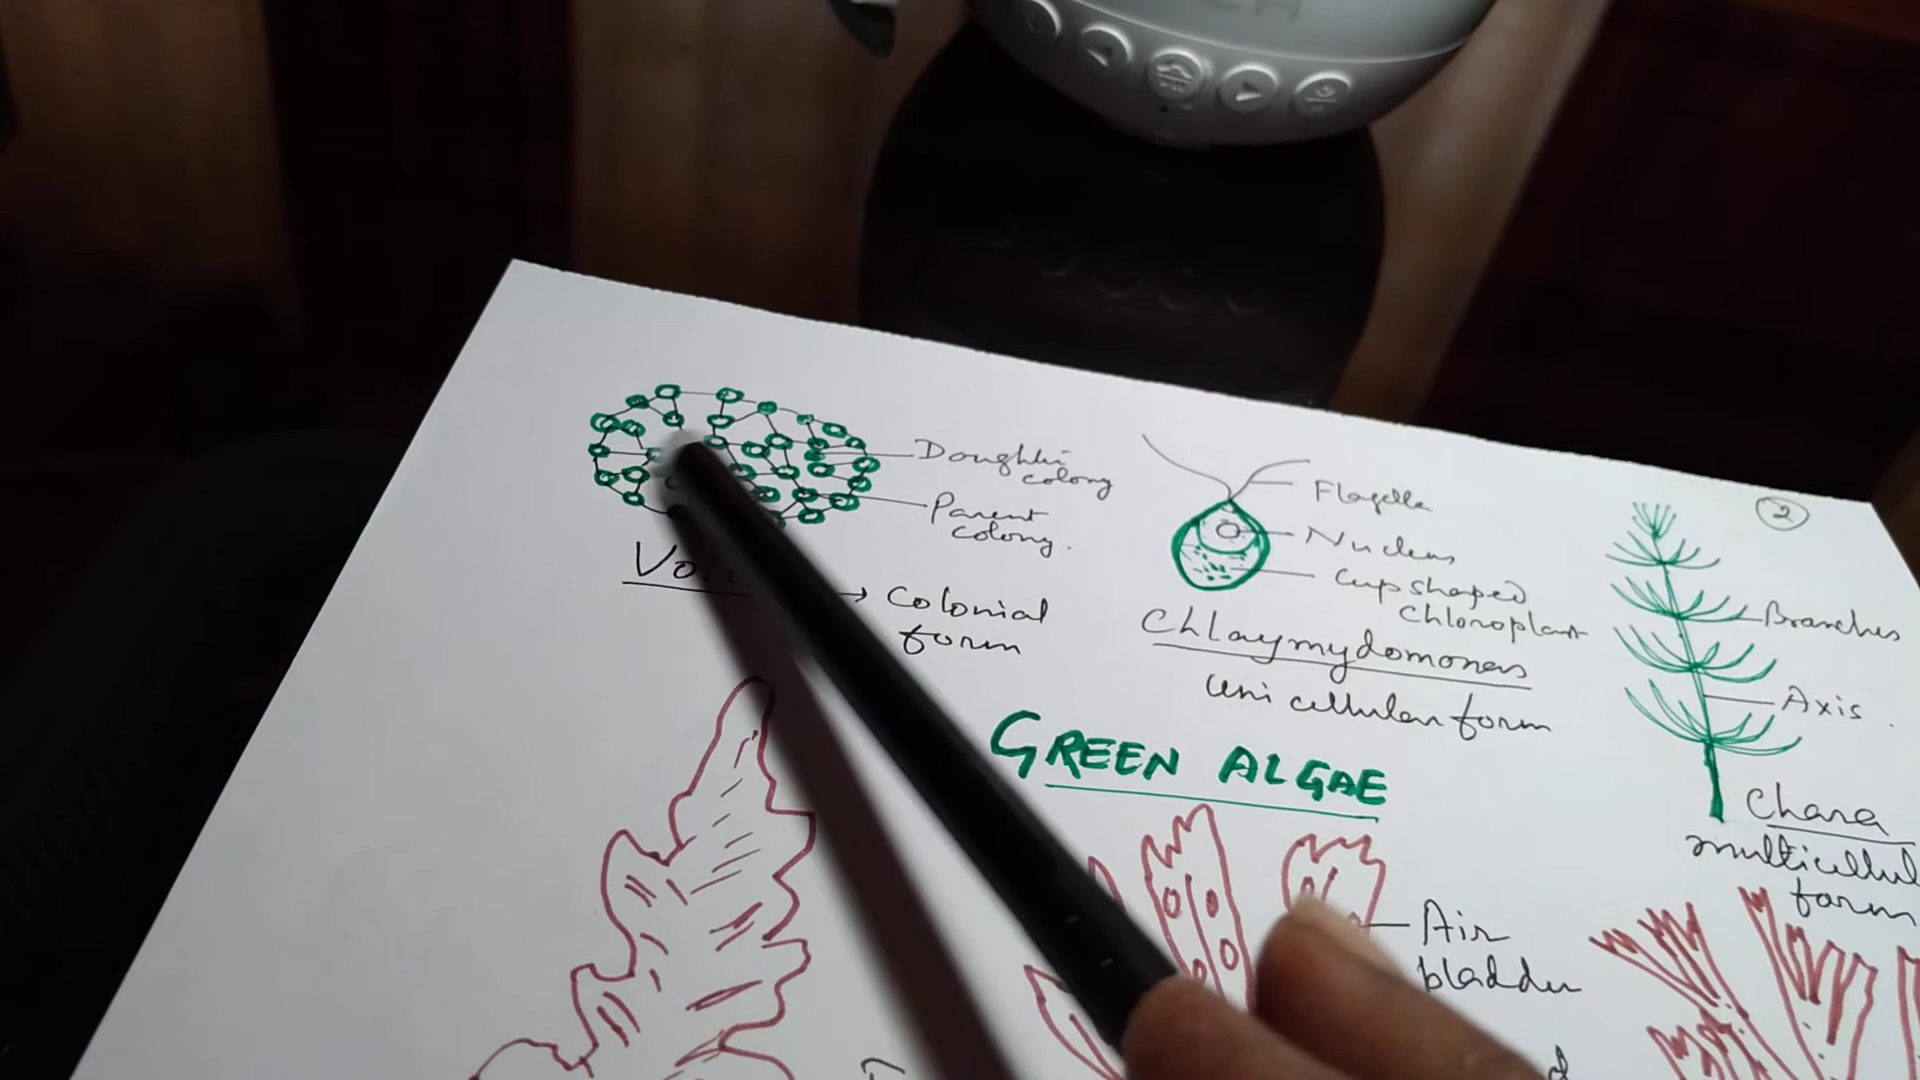 Doughlui
colony
Parent
colony.
→ Colonial
form
Flagella
Nucleus
Cup shaped
Chloroplast
Chlaymydomonas
Uni cellular form
GREEN ALGAE
2
Branches
Axis.
Chara
multicellul
form
Air
bladder